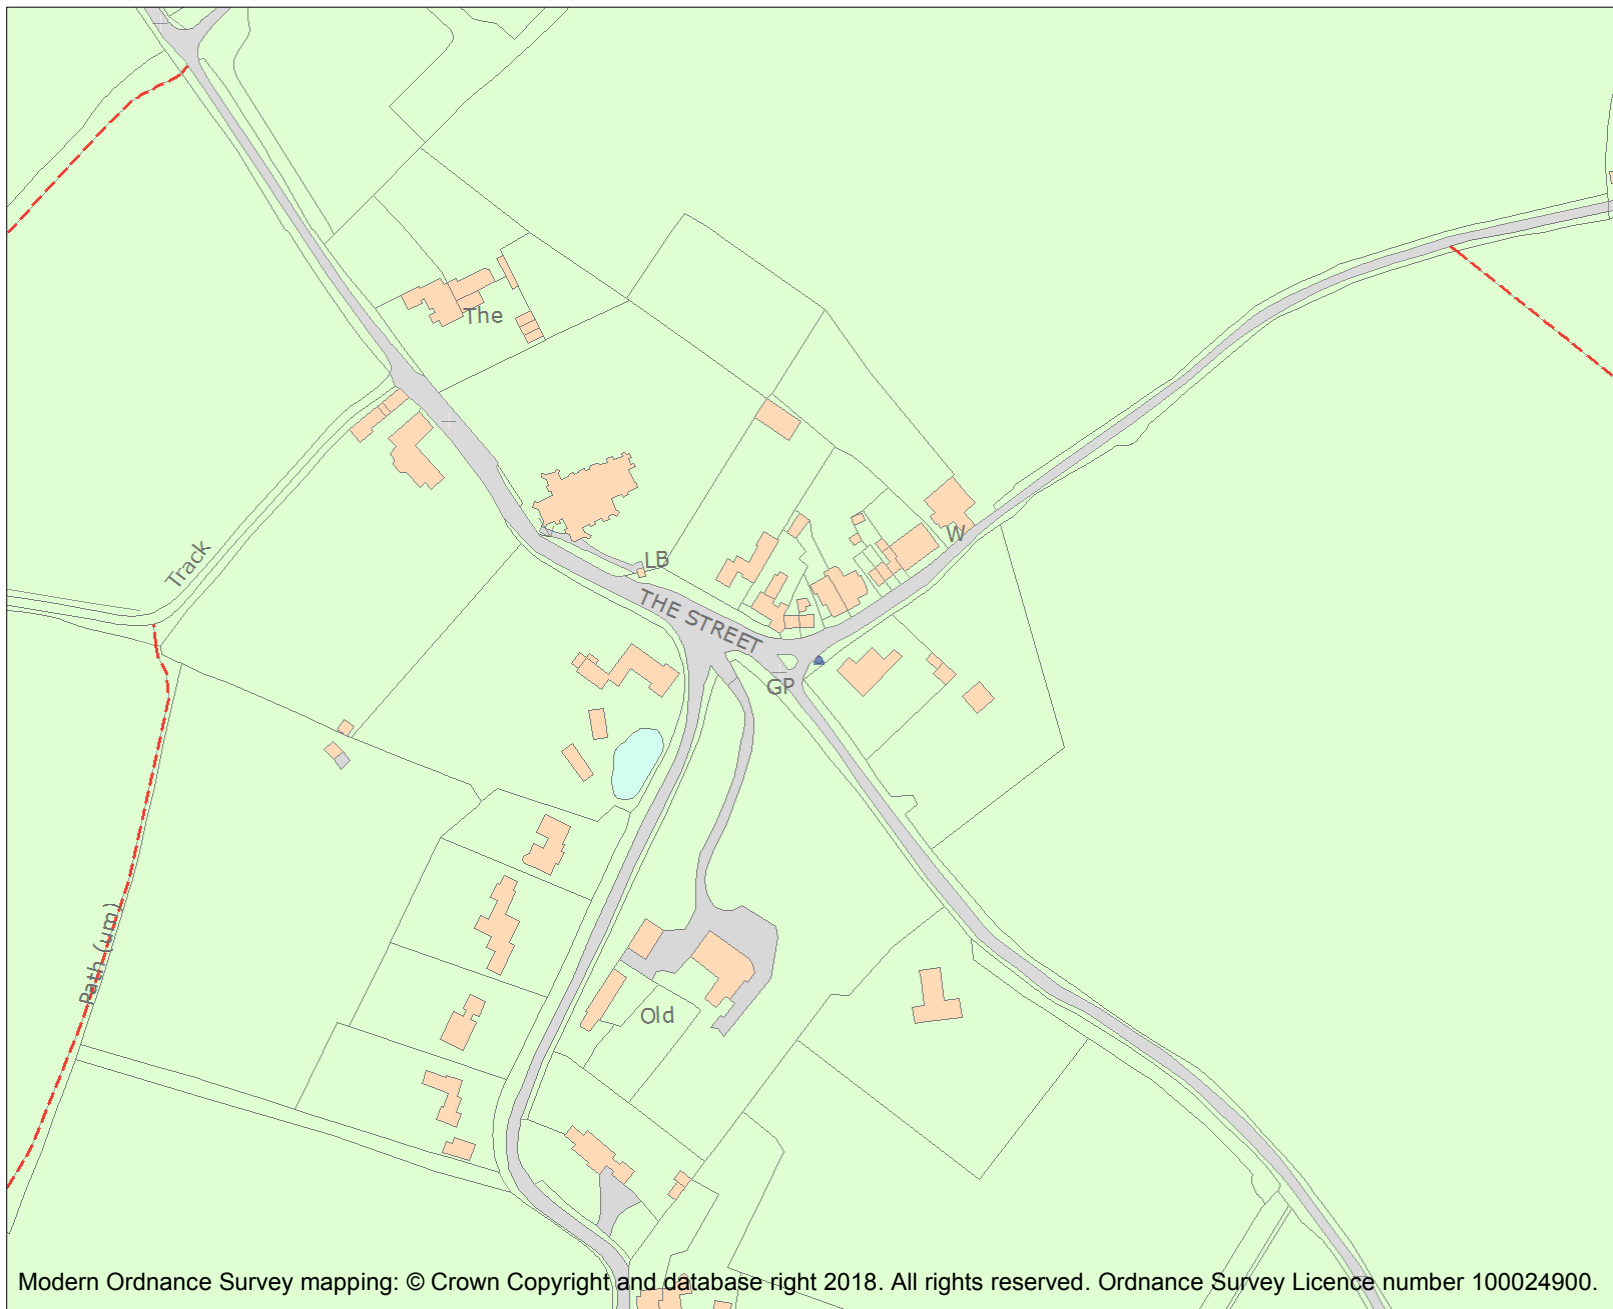 The
Track
LB
W
THE STREET
GP
Path (um)
Old
Modern Ordnance Survey mapping: © Crown Copyright and database right 2018. All rights reserved. Ordnance Survey Licence number 100024900.